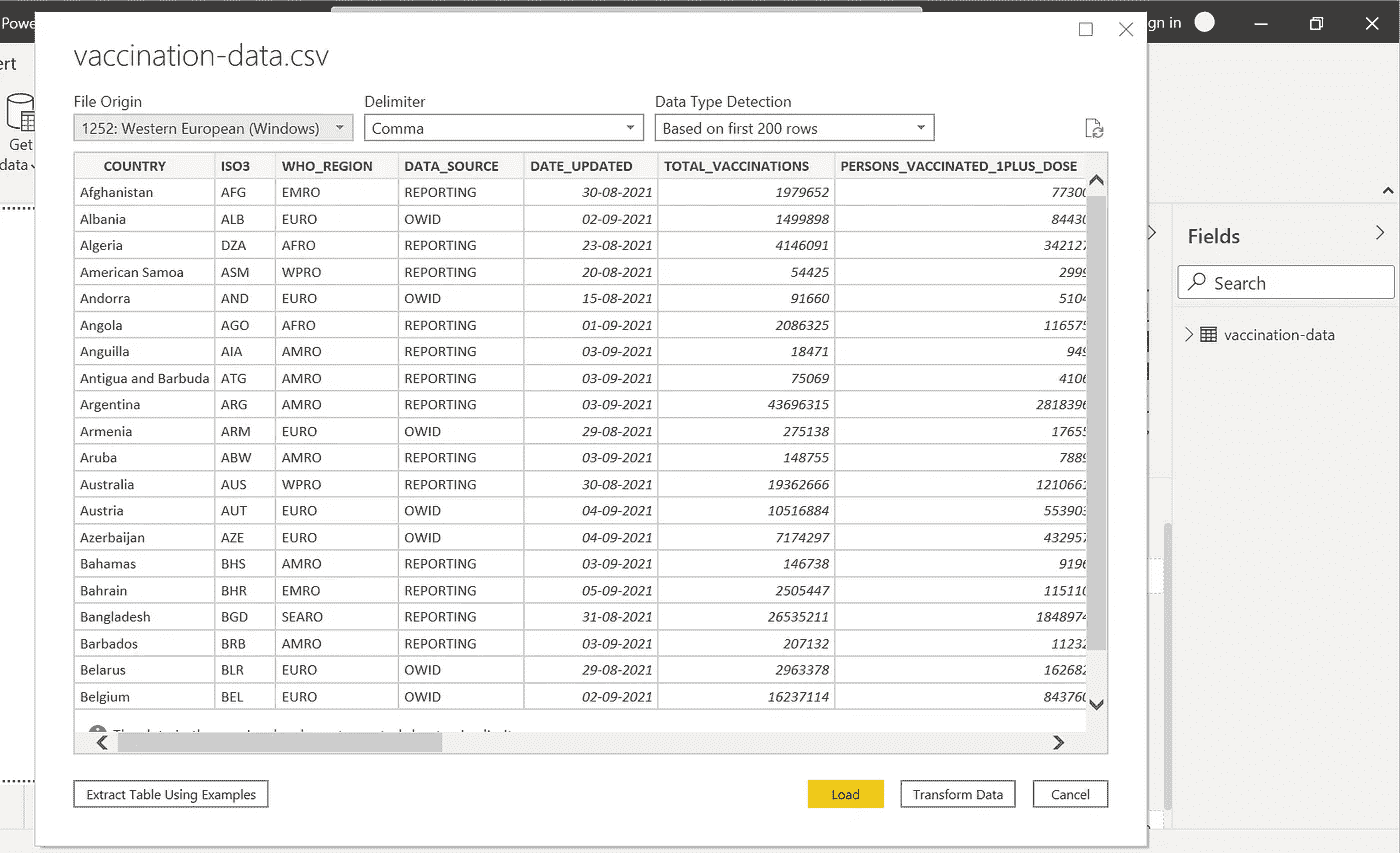 Powe
gn in
vaccination-data.csv
ert
File Origin Delimiter Data Type Detection
1252: Western European (Windows) Comma Based on first 200 rows
Get
data
COUNTRY ISO3 WHO_REGION DATA_SOURCE DATE_UPDATED TOTAL_VACCINATIONS PERSONS_VACCINATED_1PLUS_DOSE
Afghanistan AFG EMRO REPORTING 30-08-2021 1979652 77300
Albania ALB EURO OWID 02-09-2021 1499898 84430
Algeria DZA AFRO REPORTING 23-08-2021 4146091 342127
American Samoa ASM WPRO REPORTING 20-08-2021 54425 2999
Andorra AND EURO OWID 15-08-2021 91660 5104
Angola AGO AFRO REPORTING 01-09-2021 2086325 116575
Anguilla AIA AMRO REPORTING 03-09-2021 18471 949
Antigua and Barbuda ATG AMRO REPORTING 03-09-2021 75069 4106
Argentina ARG AMRO REPORTING 03-09-2021 43696315 2818396
Armenia ARM EURO OWID 29-08-2021 275138 17655
Aruba ABW AMRO REPORTING 03-09-2021 148755 7889
Australia AUS WPRO REPORTING 30-08-2021 19362666 1210661
Austria AUT EURO OWID 04-09-2021 10516884 553903
Azerbaijan AZE EURO OWID 04-09-2021 7174297 432957
Bahamas BHS AMRO REPORTING 03-09-2021 146738 9196
Bahrain BHR EMRO REPORTING 05-09-2021 2505447 115110
Bangladesh BGD SEARO REPORTING 31-08-2021 26535211 1848974
Barbados BRB AMRO REPORTING 03-09-2021 207132 11232
Belarus BLR EURO OWID 29-08-2021 2963378 162682
Belgium BEL EURO OWID 02-09-2021 16237114 843760
Extract Table Using Examples Load Transform Data Cancel
Fields
Search
vaccination-data